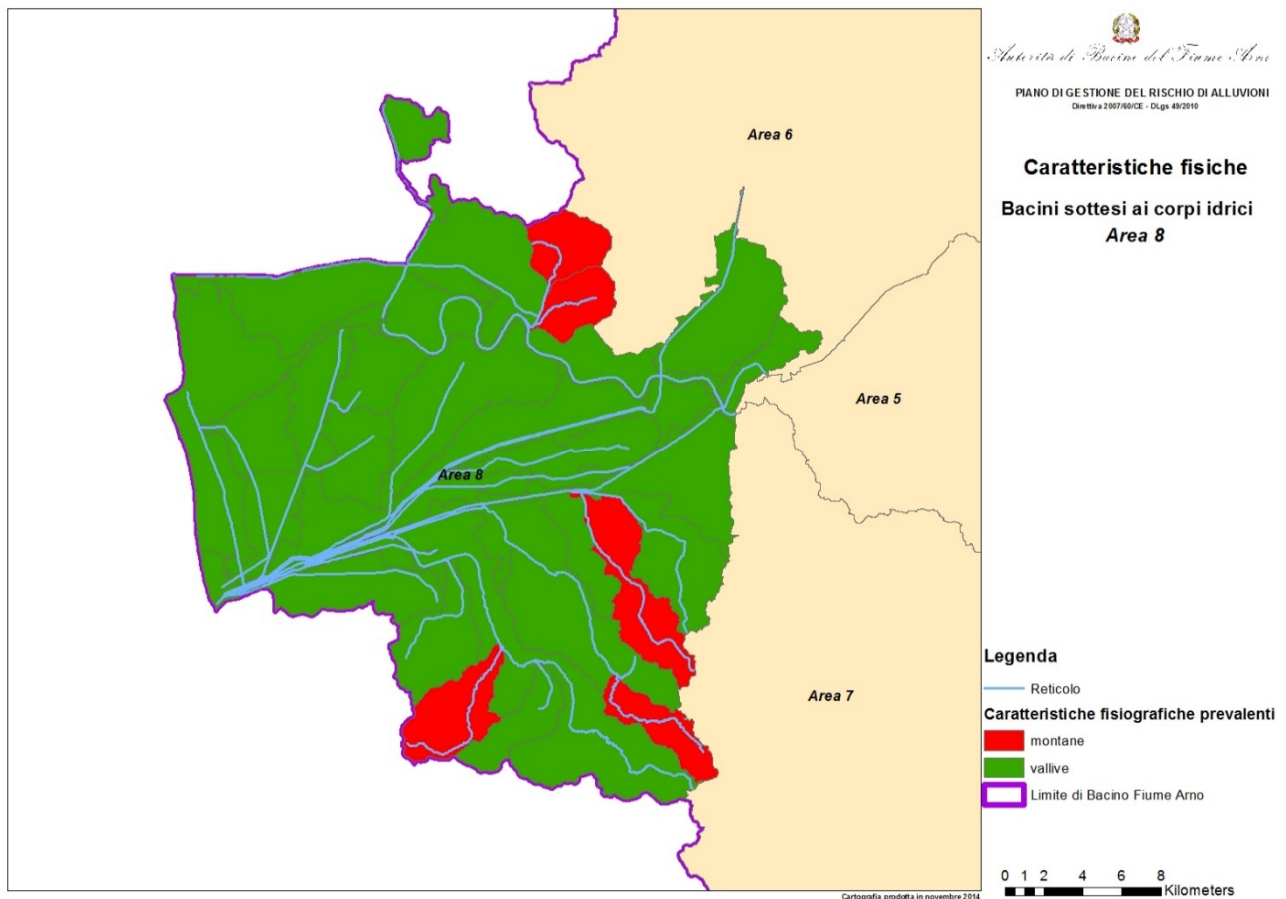 Autorità di Bacino del Fiume Arno
PIANO DI GESTIONE DEL RISCHIO DI ALLUVIONI
Direttiva 2007/60/CE - DLgs 49/2010
Caratteristiche fisiche
Bacini sottesi ai corpi idrici
Area 8
Area 6
Area 5
Area 8
Area 7
Legenda
Reticolo
Caratteristiche fisiografiche prevalenti
montane
vallive
Limite di Bacino Fiume Arno
0 1 2 4 6 8
Kilometers
Cartografia prodotta in novembre 2014